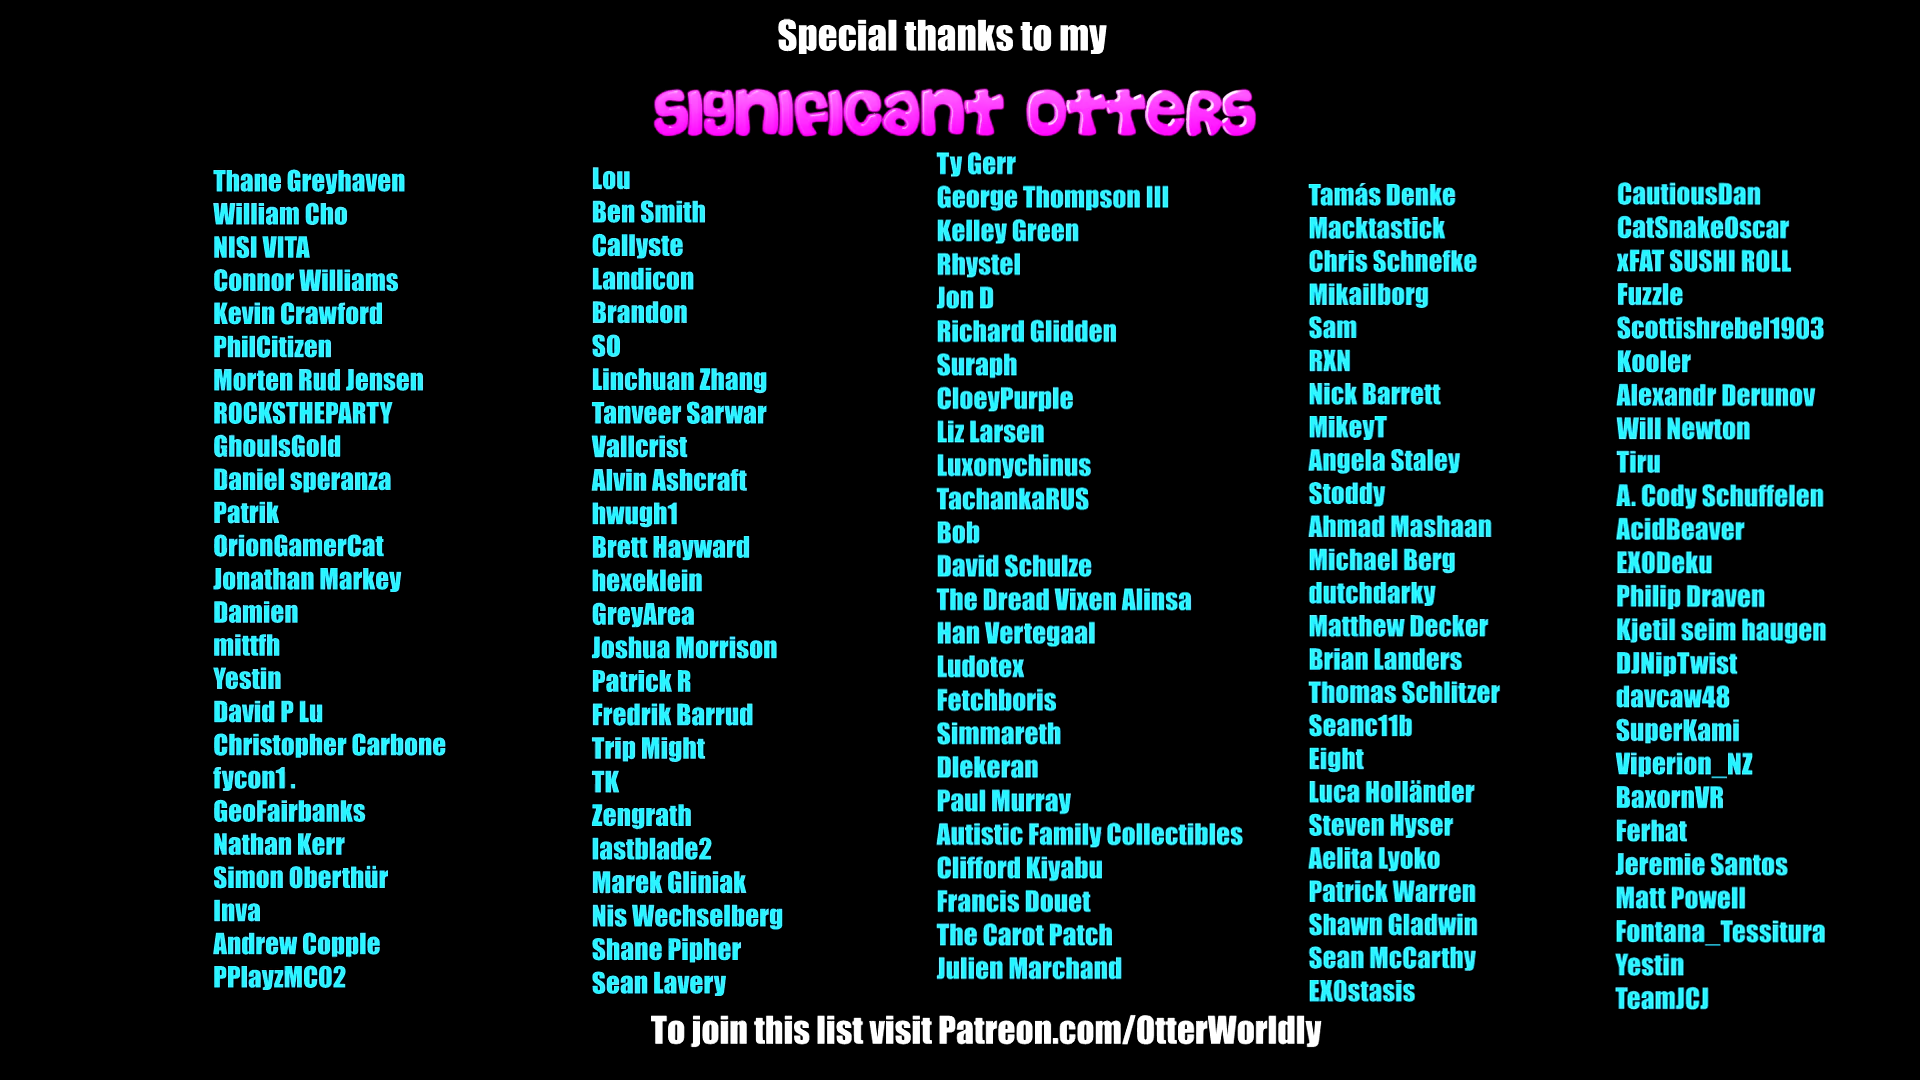 Special thanks to my
Significant Otters
Thane Greyhaven
William Cho
NISI VITA
Connor Williams
Kevin Crawford
PhilCitizen
Morten Rud Jensen
ROCKSTHEPARTY
GhoulsGold
Daniel speranza
Patrik
OrionGamerCat
Jonathan Markey
Damien
mittfh
Yestin
David P Lu
Christopher Carbone
fycon1 .
GeoFairbanks
Nathan Kerr
Simon Oberthür
Inva
Andrew Copple
PPlayzMC02
Lou
Ben Smith
Callyste
Landicon
Brandon
SO
Linchuan Zhang
Tanveer Sarwar
Vallcrist
Alvin Ashcraft
hwugh1
Brett Hayward
hexeklein
GreyArea
Joshua Morrison
Patrick R
Fredrik Barrud
Trip Might
TK
Zengrath
lastblade2
Marek Gliniak
Nis Wechselberg
Shane Pipher
Sean Lavery
Ty Gerr
George Thompson III
Kelley Green
Rhystel
Jon D
Richard Glidden
Suraph
CloeyPurple
Liz Larsen
Luxonychinus
TachankaRUS
Bob
David Schulze
The Dread Vixen Alinsa
Han Vertegaal
Ludotex
Fetchboris
Simmareth
Dlekeran
Paul Murray
Autistic Family Collectibles
Clifford Kiyabu
Francis Douet
The Carot Patch
Julien Marchand
Tamás Denke
Macktastick
Chris Schnefke
Mikailborg
Sam
RXN
Nick Barrett
MikeyT
Angela Staley
Stoddy
Ahmad Mashaan
Michael Berg
dutchdarky
Matthew Decker
Brian Landers
Thomas Schlitzer
Seanc11b
Eight
Luca Holländer
Steven Hyser
Aelita Lyoko
Patrick Warren
Shawn Gladwin
Sean McCarthy
EXOstasis
CautiousDan
CatSnakeOscar
xFAT SUSHI ROLL
Fuzzle
Scottishrebel1903
Kooler
Alexandr Derunov
Will Newton
Tiru
A. Cody Schuffelen
AcidBeaver
EXODeku
Philip Draven
Kjetil seim haugen
DJNipTwist
davcaw48
SuperKami
Viperion_NZ
BaxornVR
Ferhat
Jeremie Santos
Matt Powell
Fontana_Tessitura
Yestin
TeamJCJ
To join this list visit Patreon.com/OtterWorldly